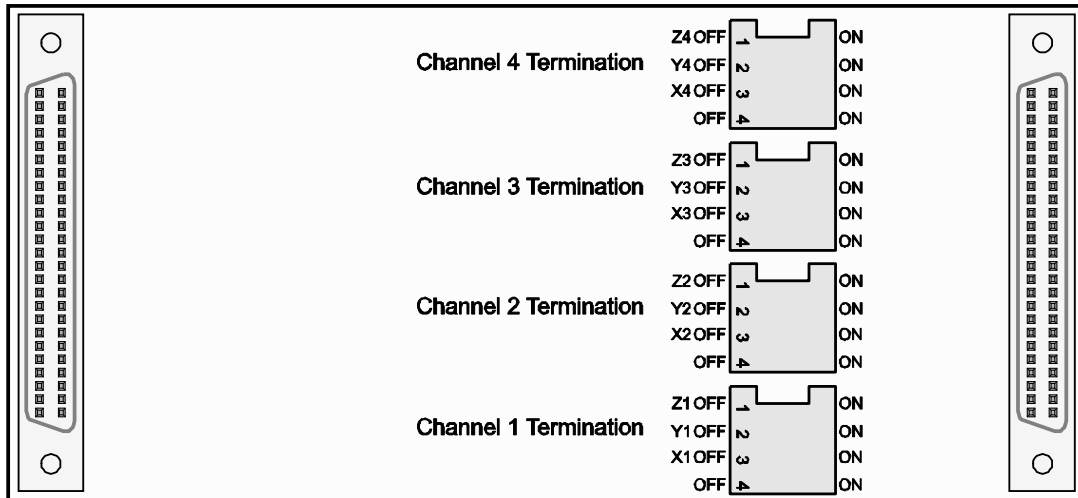 Z4 OFF 1 ON
Channel 4 Termination Y4 OFF 2 ON
X4 OFF 3 ON
OFF 4 ON
Z3 OFF 1 ON
Channel 3 Termination Y3 OFF 2 ON
X3 OFF 3 ON
OFF 4 ON
Z2 OFF 1 ON
Channel 2 Termination Y2 OFF 2 ON
X2 OFF 3 ON
OFF 4 ON
Z1 OFF 1 ON
Channel 1 Termination Y1 OFF 2 ON
X1 OFF 3 ON
OFF 4 ON